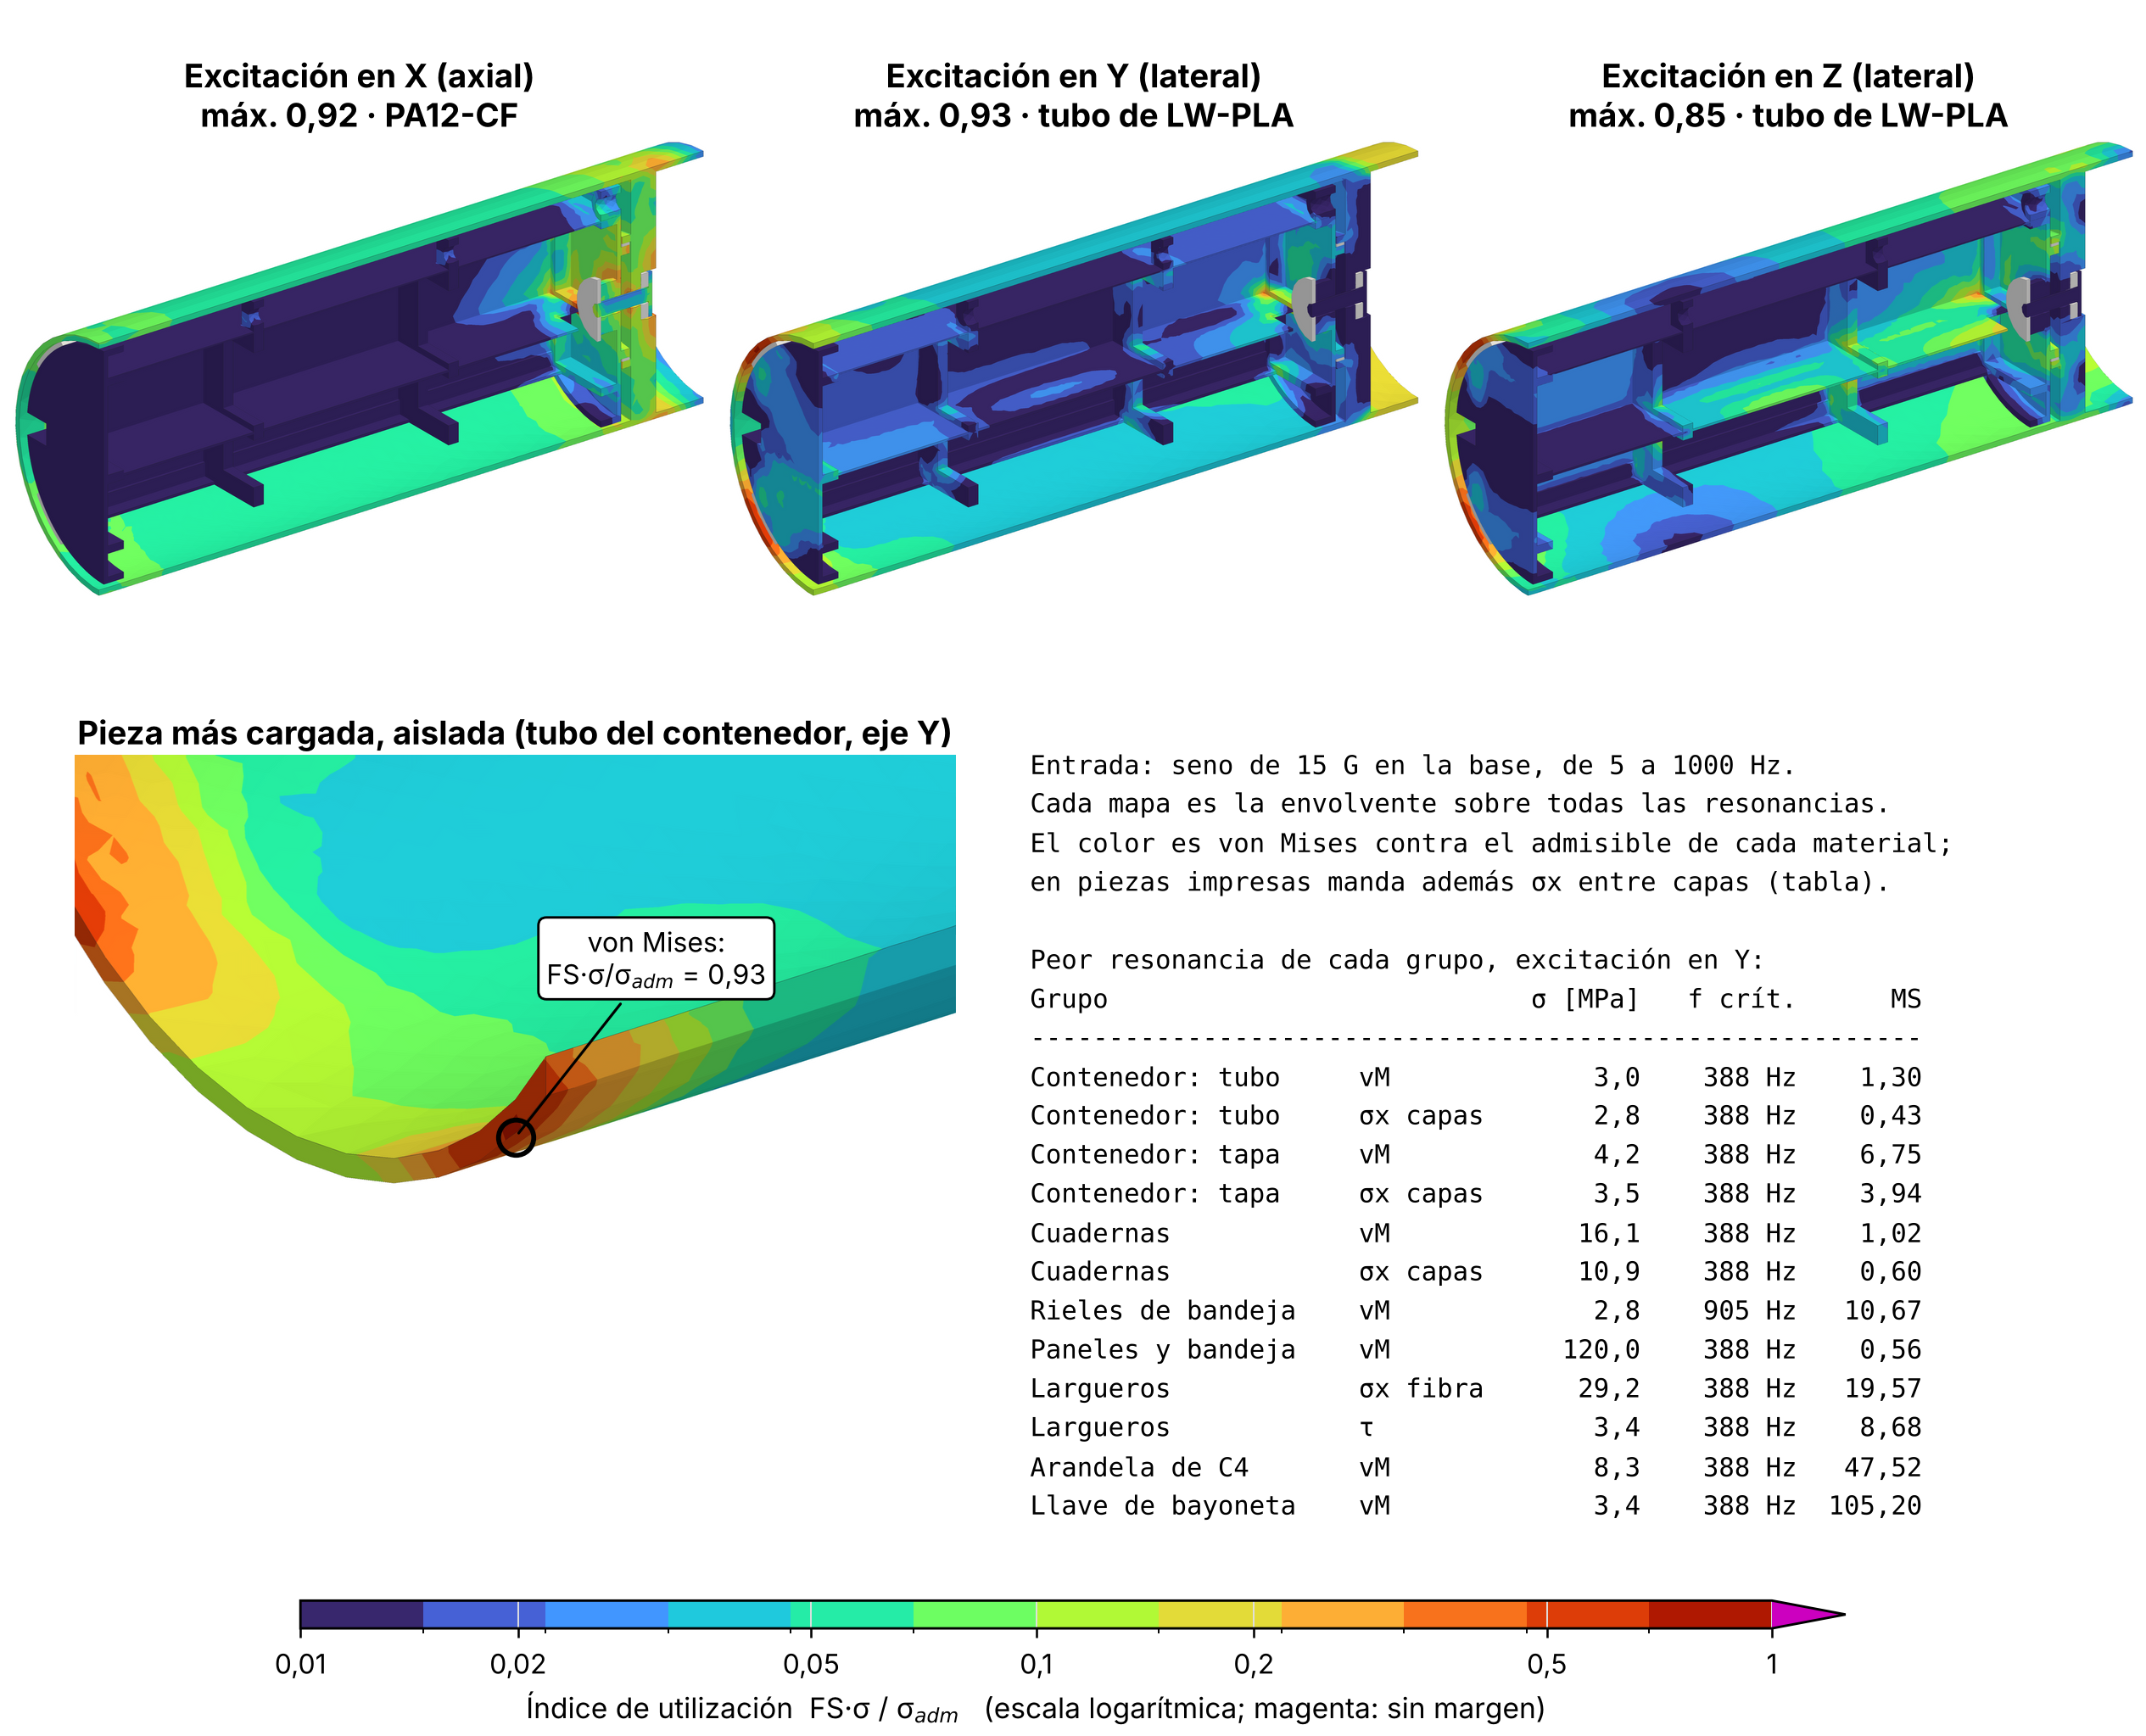 Excitación en X (axial)
máx. 0,92 · PA12-CF
Excitación en Y (lateral)
máx. 0,93 · tubo de LW-PLA
Excitación en Z (lateral)
máx. 0,85 · tubo de LW-PLA
Pieza más cargada, aislada (tubo del contenedor, eje Y)
von Mises:
FS·σ/σadm = 0,93
Entrada: seno de 15 G en la base, de 5 a 1000 Hz.
Cada mapa es la envolvente sobre todas las resonancias.
El color es von Mises contra el admisible de cada material;
en piezas impresas manda además σx entre capas (tabla).
Peor resonancia de cada grupo, excitación en Y:
Grupo σ [MPa] f crít. MS
---------------------------------------------------------
Contenedor: tubo vM 3,0 388 Hz 1,30
Contenedor: tubo σx capas 2,8 388 Hz 0,43
Contenedor: tapa vM 4,2 388 Hz 6,75
Contenedor: tapa σx capas 3,5 388 Hz 3,94
Cuadernas vM 16,1 388 Hz 1,02
Cuadernas σx capas 10,9 388 Hz 0,60
Rieles de bandeja vM 2,8 905 Hz 10,67
Paneles y bandeja vM 120,0 388 Hz 0,56
Largueros σx fibra 29,2 388 Hz 19,57
Largueros τ 3,4 388 Hz 8,68
Arandela de C4 vM 8,3 388 Hz 47,52
Llave de bayoneta vM 3,4 388 Hz 105,20
0,01 0,02 0,05 0,1 0,2 0,5 1
Índice de utilización FS·σ / σadm (escala logarítmica; magenta: sin margen)